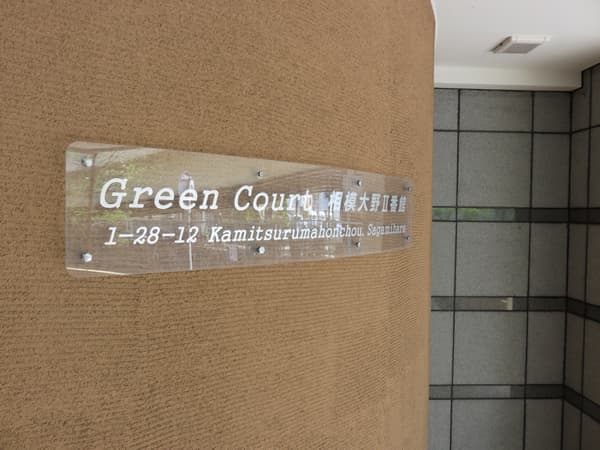 Green Court 相模大野Ⅱ番館
1-28-12 Kamitsurumahonchou. Sagamihara